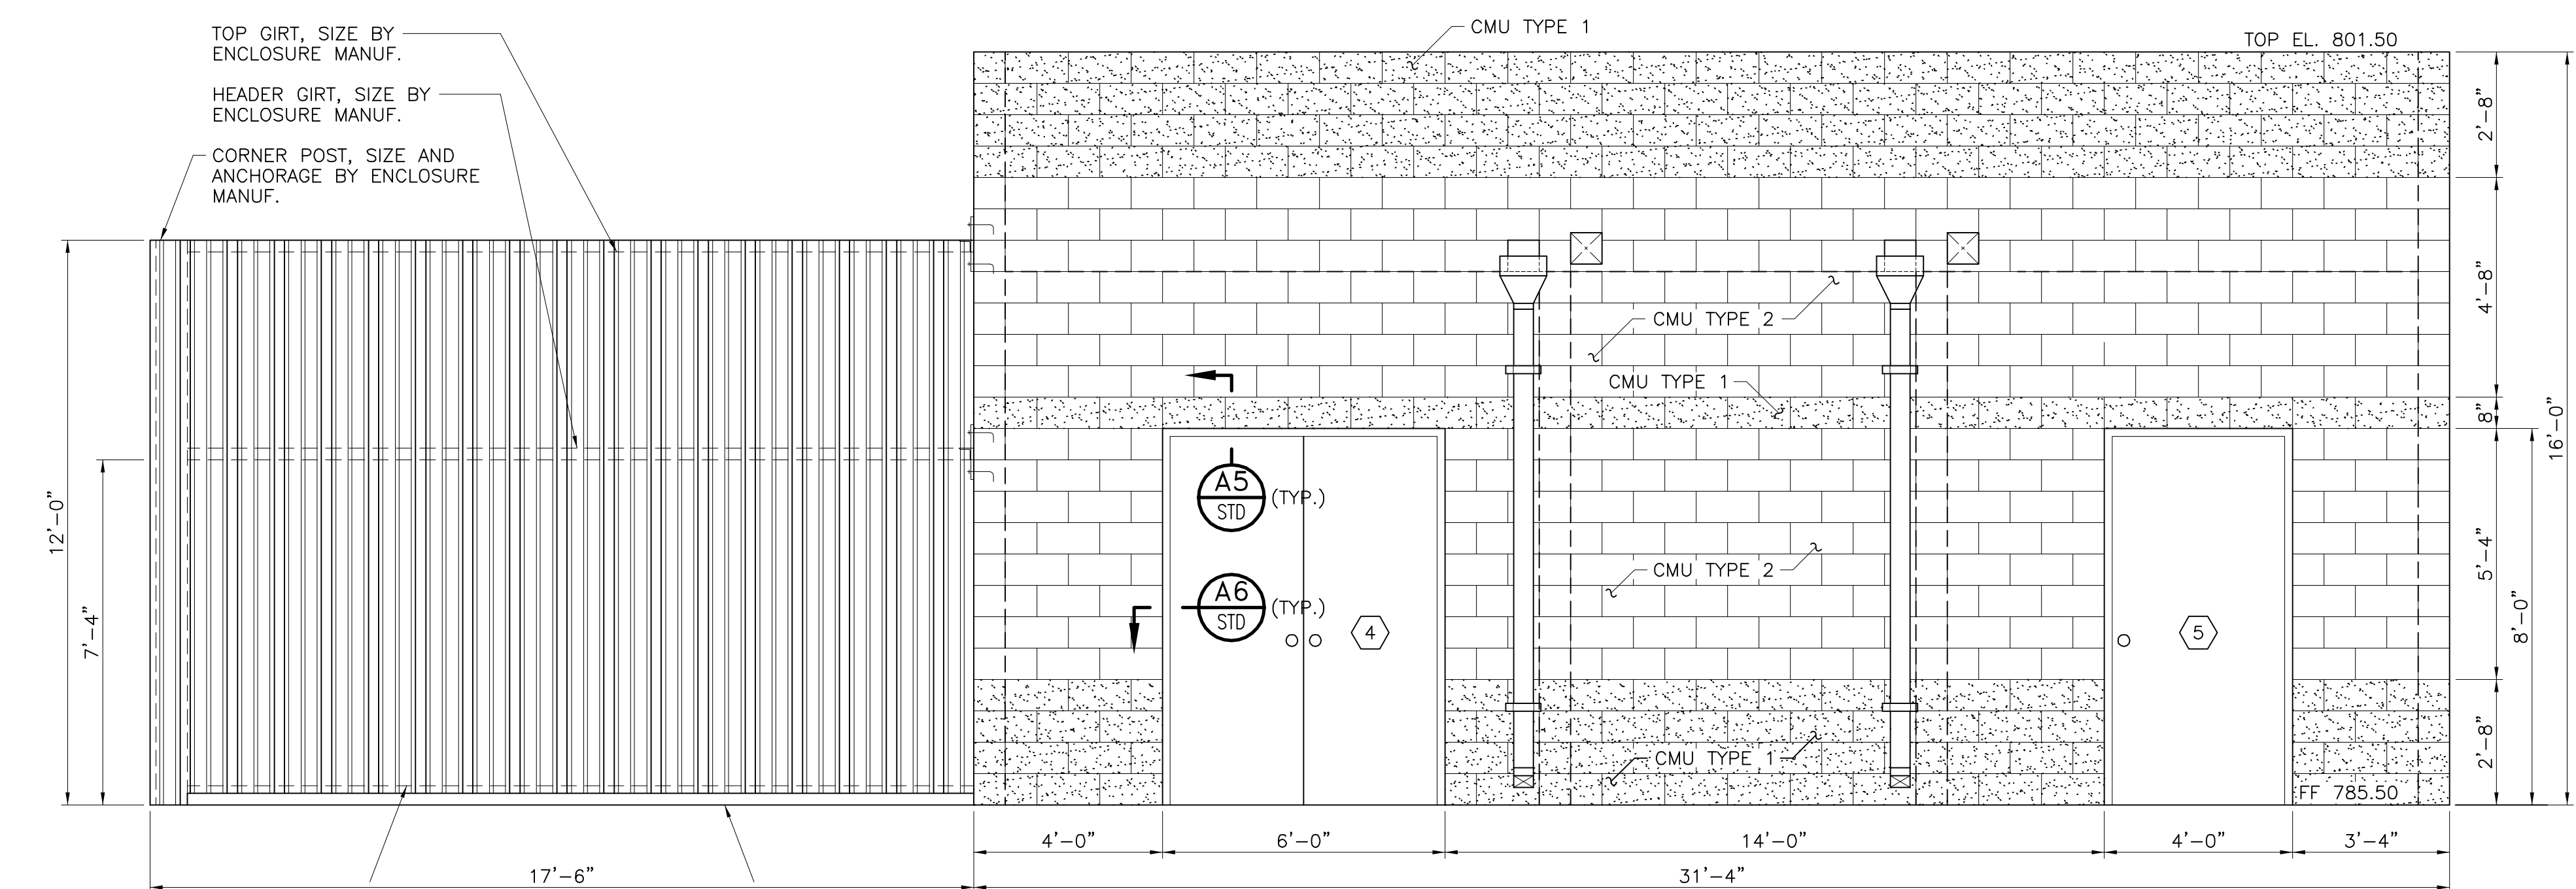 TOP GIRT, SIZE BY
ENCLOSURE MANUF.
HEADER GIRT, SIZE BY
ENCLOSURE MANUF.
CORNER POST, SIZE AND
ANCHORAGE BY ENCLOSURE
MANUF.
CMU TYPE 1
TOP EL. 801.50
2'-8"
4'-8"
CMU TYPE 2
CMU TYPE 1
8"
16'-0"
12'-0"
7'-4"
A5
STD
(TYP.)
CMU TYPE 2
5'-4"
A6
STD
(TYP.)
4
5
8'-0"
CMU TYPE 1
2'-8"
FF 785.50
4'-0"
6'-0"
14'-0"
4'-0"
3'-4"
17'-6"
31'-4"